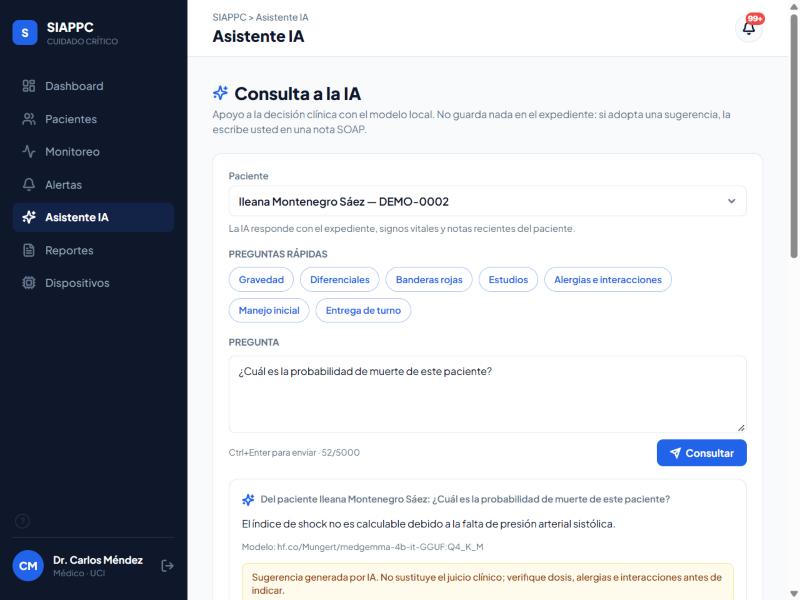 S
SIAPPC
CUIDADO CRÍTICO
Dashboard
Pacientes
Monitoreo
Alertas
Asistente IA
Reportes
Dispositivos
?
CM
Dr. Carlos Méndez
Médico · UCI
SIAPPC > Asistente IA
Asistente IA
99+
Consulta a la IA
Apoyo a la decisión clínica con el modelo local. No guarda nada en el expediente: si adopta una sugerencia, la
escribe usted en una nota SOAP.
Paciente
Ileana Montenegro Sáez — DEMO-0002
La IA responde con el expediente, signos vitales y notas recientes del paciente.
PREGUNTAS RÁPIDAS
Gravedad
Diferenciales
Banderas rojas
Estudios
Alergias e interacciones
Manejo inicial
Entrega de turno
PREGUNTA
¿Cuál es la probabilidad de muerte de este paciente?
Ctrl+Enter para enviar · 52/5000
Consultar
Del paciente Ileana Montenegro Sáez: ¿Cuál es la probabilidad de muerte de este paciente?
El índice de shock no es calculable debido a la falta de presión arterial sistólica.
Modelo: hf.co/Mungert/medgemma-4b-it-GGUF:Q4_K_M
Sugerencia generada por IA. No sustituye el juicio clínico; verifique dosis, alergias e interacciones antes de
indicar.